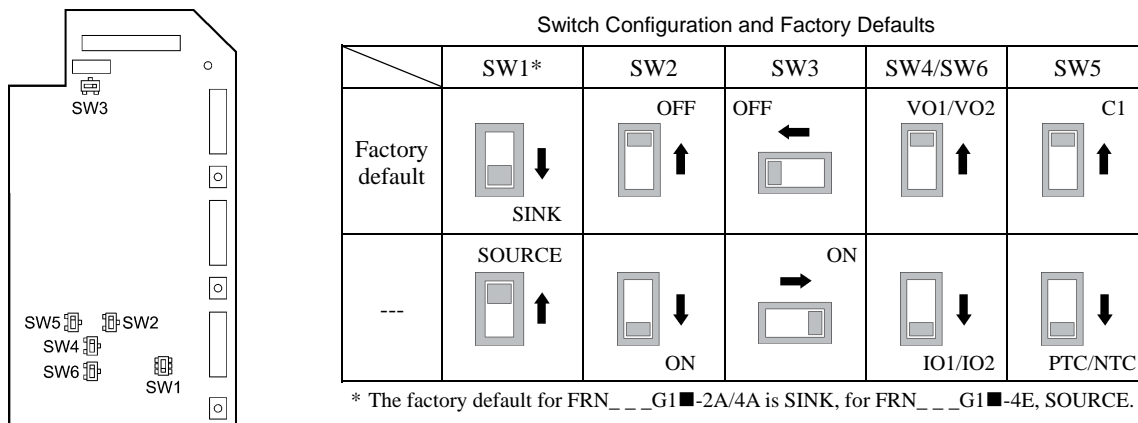 Switch Configuration and Factory Defaults
SW1* SW2 SW3 SW4/SW6 SW5
Factory default
SINK
OFF
OFF
VO1/VO2
C1
---
SOURCE
ON
ON
IO1/IO2
PTC/NTC
* The factory default for FRN_ _ _G1■-2A/4A is SINK, for FRN_ _ _G1■-4E, SOURCE.
SW3
SW5
SW2
SW4
SW6
SW1